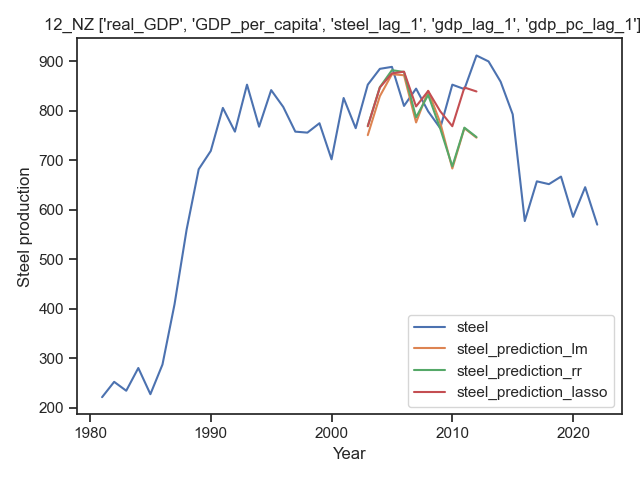 12_NZ ['real_GDP', 'GDP_per_capita', 'steel_lag_1', 'gdp_lag_1', 'gdp_pc_lag_1']
900
800
700
600
500
400
300
200
Steel production
1980
1990
2000
2010
2020
Year
steel
steel_prediction_lm
steel_prediction_rr
steel_prediction_lasso